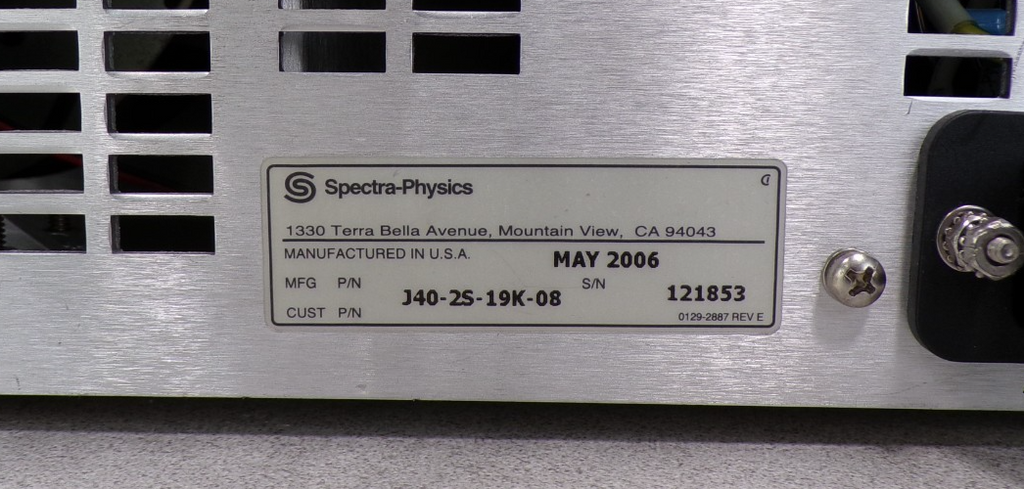 Spectra-Physics
1330 Terra Bella Avenue, Mountain View, CA 94043
MANUFACTURED IN U.S.A. MAY 2006
MFG P/N J40-2S-19K-08 S/N 121853
CUST P/N
0129-2887 REV E